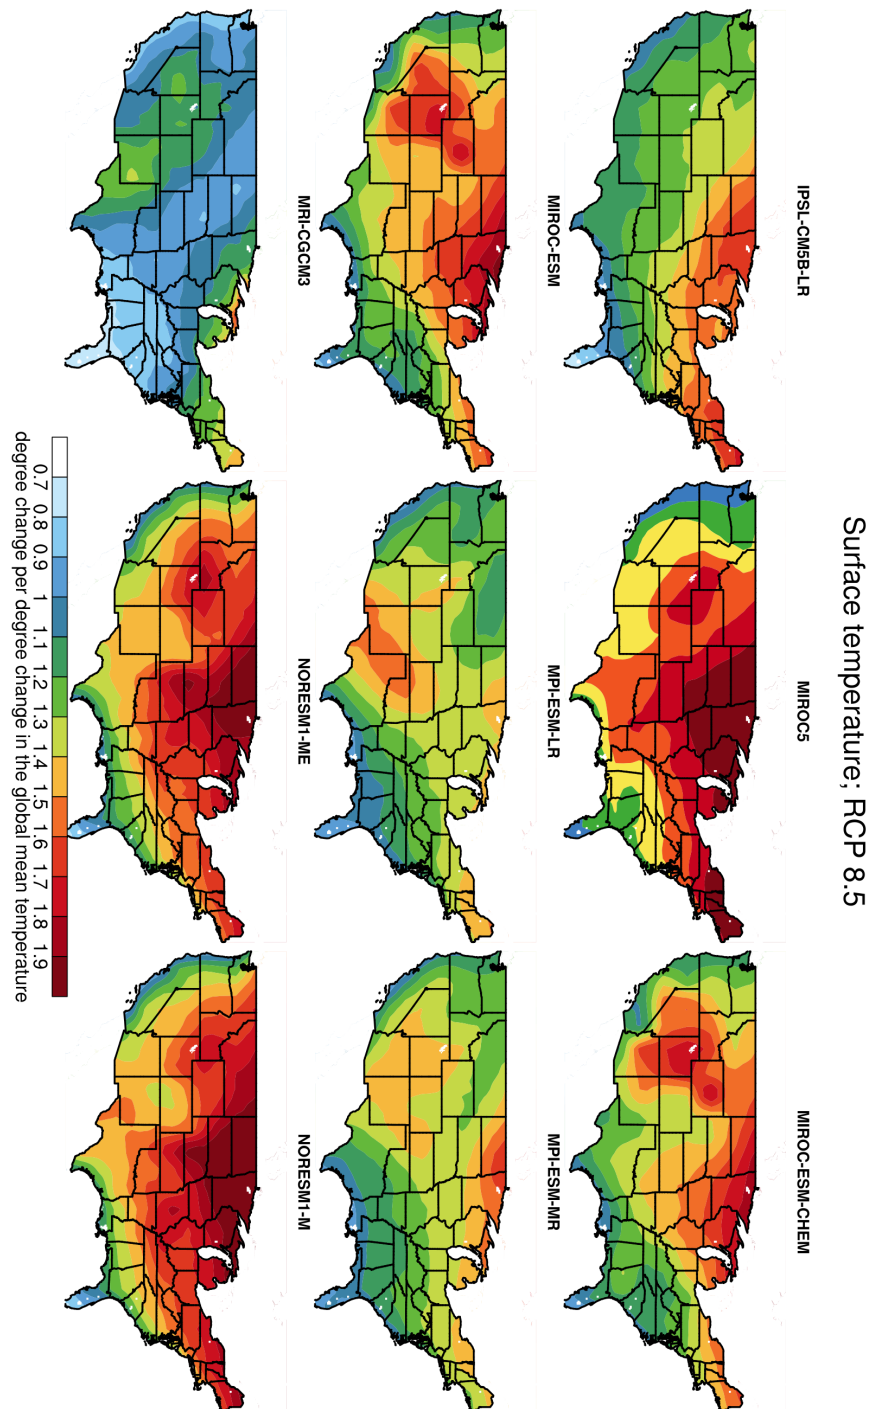 Surface temperature; RCP 8.5
IPSL-CM5B-LR
MIROC5
MIROC-ESM-CHEM
MIROC-ESM
MPI-ESM-LR
MPI-ESM-MR
MRI-CGCM3
NORESM1-ME
NORESM1-M
0.7 0.8 0.9 1 1.1 1.2 1.3 1.4 1.5 1.6 1.7 1.8 1.9
degree change per degree change in the global mean temperature